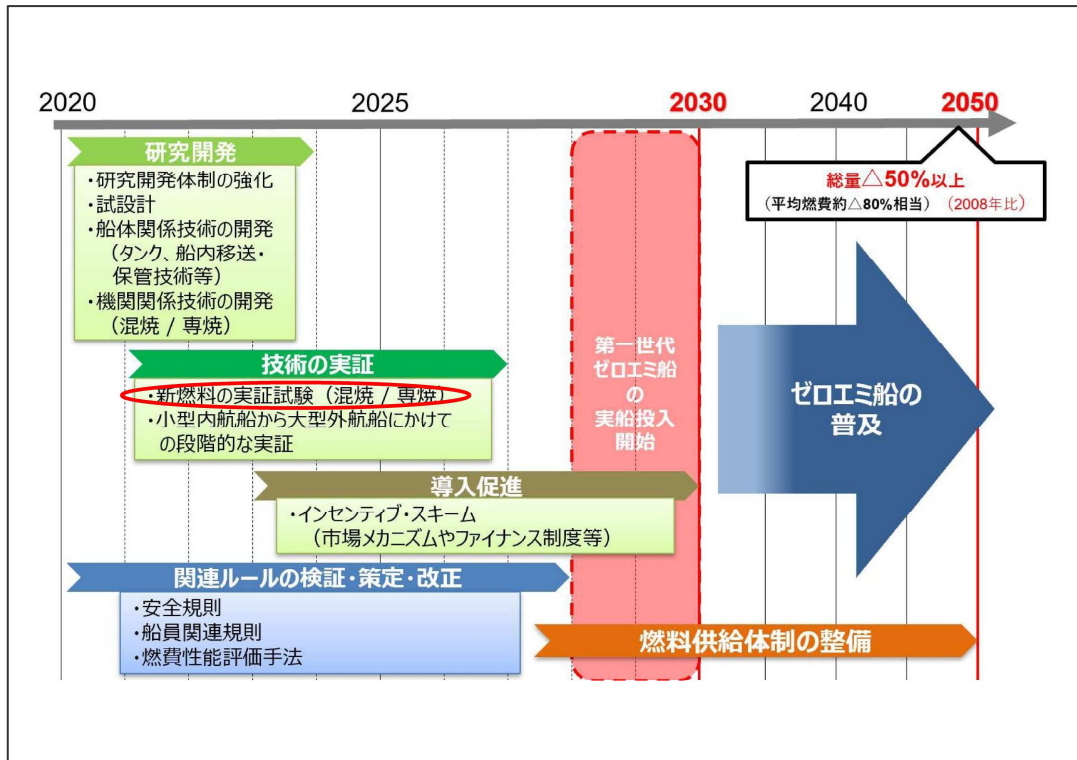 2020
2025
2030
2040
2050
研究開発
・研究開発体制の強化
・試設計
・船体関係技術の開発
（タンク、船内移送・
保管技術等）
・機関関係技術の開発
（混焼 / 専焼）
総量△50%以上
（平均燃費約△80%相当）（2008年比）
技術の実証
・新燃料の実証試験（混焼 / 専焼）
・小型内航船から大型外航船にかけて
の段階的な実証
第一世代
ゼロエミ船
の
実船投入
開始
ゼロエミ船の
普及
導入促進
・インセンティブ・スキーム
（市場メカニズムやファイナンス制度等）
関連ルールの検証・策定・改正
・安全規則
・船員関連規則
・燃費性能評価手法
燃料供給体制の整備